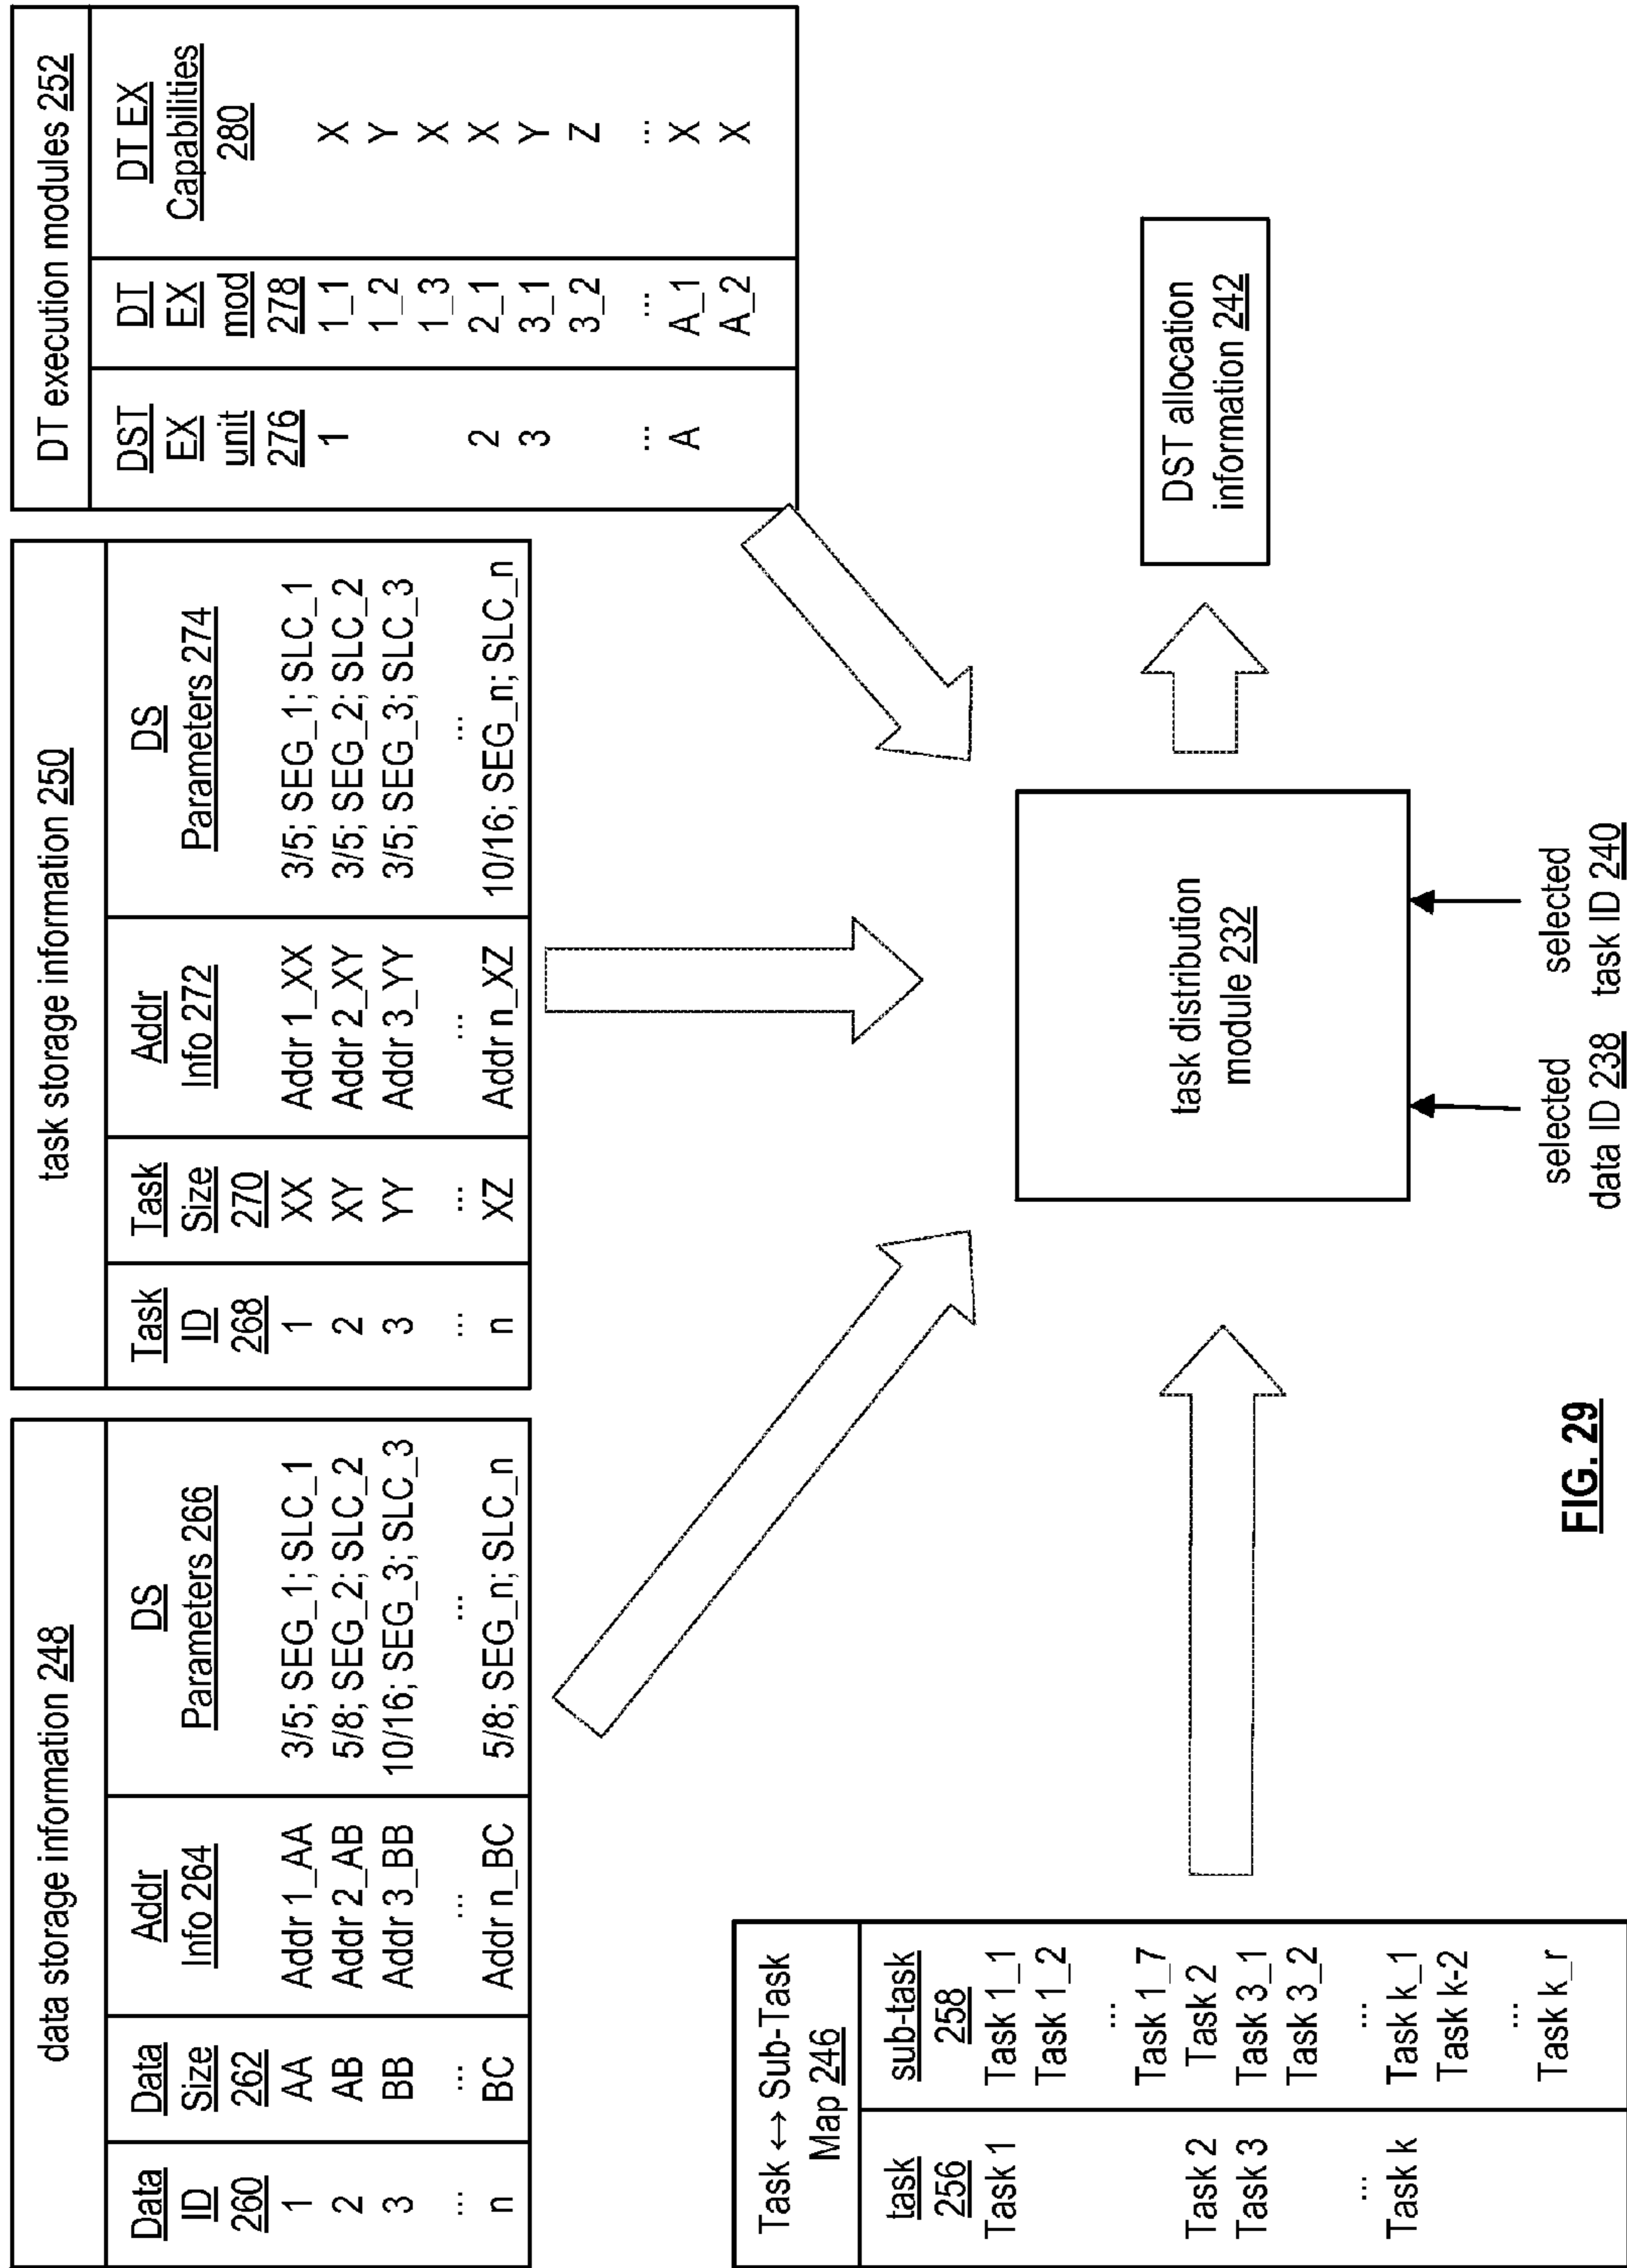 data storage information 248
Data ID 260 | Data Size 262 | Addr Info 264 | DS Parameters 266
1 | AA | Addr 1_AA | 3/5; SEG_1; SLC_1
2 | AB | Addr 2_AB | 5/8; SEG_2; SLC_2
3 | BB | Addr 3_BB | 10/16; SEG_3; SLC_3
... | ... | ... | ...
n | BC | Addr n_BC | 5/8; SEG_n; SLC_n
task storage information 250
Task ID 268 | Task Size 270 | Addr Info 272 | DS Parameters 274
1 | XX | Addr 1_XX | 3/5; SEG_1; SLC_1
2 | XY | Addr 2_XY | 3/5; SEG_2; SLC_2
3 | YY | Addr 3_YY | 3/5; SEG_3; SLC_3
... | ... | ... | ...
n | XZ | Addr n_XZ | 10/16; SEG_n; SLC_n
DT execution modules 252
DST EX unit 276 | DT EX mod 278 | DT EX Capabilities 280
1 | 1_1 | X
1_2 | Y
1_3 | X
2 | 2_1 | X
3 | 3_1 | Y
3_2 | Z
... | ... | ...
A | A_1 | X
A_2 | X
Task ↔ Sub-Task
Map 246
task 256 | sub-task 258
Task 1 | Task 1_1
Task 1_2
...
Task 1_7
Task 2 | Task 2
Task 3 | Task 3_1
Task 3_2
... | ...
Task k | Task k_1
Task k-2
...
Task k_r
task distribution
module 232
DST allocation
information 242
selected
data ID 238
selected
task ID 240
FIG. 29